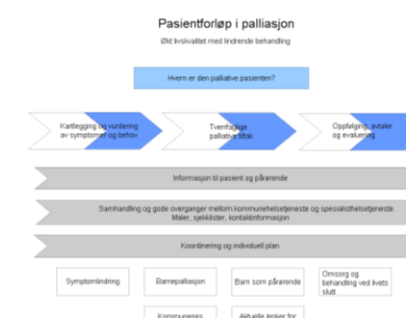 Pasientforløp i palliasjon
Økt livskvalitet med lindrende behandling
Hvem er den palliative pasienten?
Kartlegging og vurdering
av symptomer og behov
Tverrfaglige
palliative tiltak
Oppfølging, avtaler
og evaluering
Informasjon til pasient og pårørende
Samhandling og gode overganger mellom kommunehelsetjeneste og spesialisthelsetjeneste.
Maler, sjekklister, kontaktinformasjon
Koordinering og individuell plan
Symptomlindring
Barnepalliasjon
Barn som pårørende
Omsorg og
behandling ved livets
slutt
Kommunenes
Aktuelle lenker for